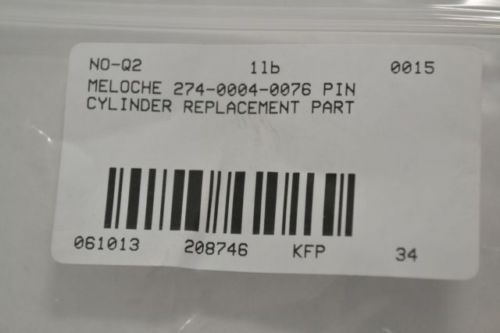 NO-Q2 11b 0015
MELOCHE 274-0004-0076 PIN
CYLINDER REPLACEMENT PART
061013 208746 KFP 34